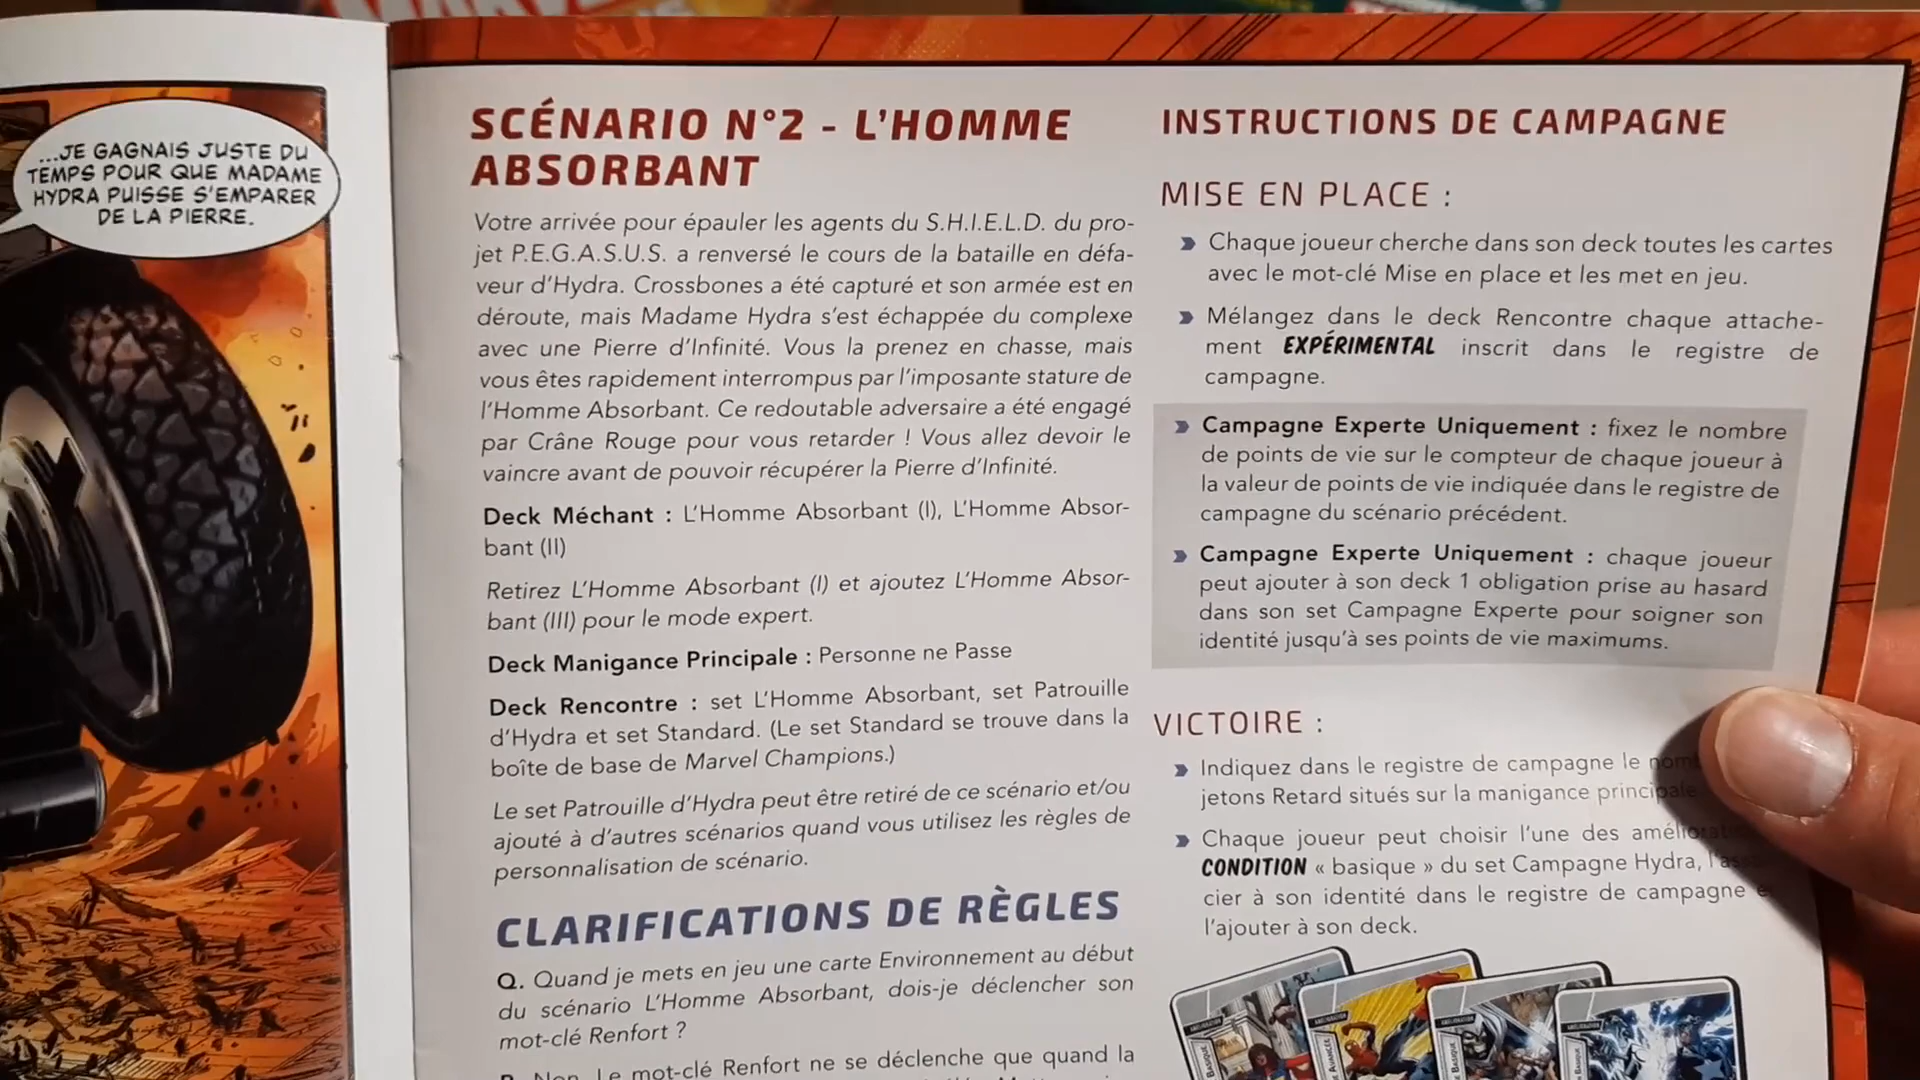 ...JE GAGNAIS JUSTE DU
TEMPS POUR QUE MADAME
HYDRA PUISSE S'EMPARER
DE LA PIERRE.
SCÉNARIO N°2 - L'HOMME
ABSORBANT
Votre arrivée pour épauler les agents du S.H.I.E.L.D. du pro-
jet P.E.G.A.S.U.S. a renversé le cours de la bataille en défa-
veur d'Hydra. Crossbones a été capturé et son armée est en
déroute, mais Madame Hydra s'est échappée du complexe
avec une Pierre d'Infinité. Vous la prenez en chasse, mais
vous êtes rapidement interrompus par l'imposante stature de
l'Homme Absorbant. Ce redoutable adversaire a été engagé
par Crâne Rouge pour vous retarder ! Vous allez devoir le
vaincre avant de pouvoir récupérer la Pierre d'Infinité.
Deck Méchant : L'Homme Absorbant (I), L'Homme Absor-
bant (II)
Retirez L'Homme Absorbant (I) et ajoutez L'Homme Absor-
bant (III) pour le mode expert.
Deck Manigance Principale : Personne ne Passe
Deck Rencontre : set L'Homme Absorbant, set Patrouille
d'Hydra et set Standard. (Le set Standard se trouve dans la
boîte de base de Marvel Champions.)
Le set Patrouille d'Hydra peut être retiré de ce scénario et/ou
ajouté à d'autres scénarios quand vous utilisez les règles de
personnalisation de scénario.
CLARIFICATIONS DE RÈGLES
Q. Quand je mets en jeu une carte Environnement au début
du scénario L'Homme Absorbant, dois-je déclencher son
mot-clé Renfort ?
Non. Le mot-clé Renfort ne se déclenche que quand la
INSTRUCTIONS DE CAMPAGNE
MISE EN PLACE :
Chaque joueur cherche dans son deck toutes les cartes
avec le mot-clé Mise en place et les met en jeu.
Mélangez dans le deck Rencontre chaque attache-
ment EXPÉRIMENTAL inscrit dans le registre de
campagne.
Campagne Experte Uniquement : fixez le nombre
de points de vie sur le compteur de chaque joueur à
la valeur de points de vie indiquée dans le registre de
campagne du scénario précédent.
Campagne Experte Uniquement : chaque joueur
peut ajouter à son deck 1 obligation prise au hasard
dans son set Campagne Experte pour soigner son
identité jusqu'à ses points de vie maximums.
VICTOIRE :
Indiquez dans le registre de campagne le
jetons Retard situés sur la manigance principale
Chaque joueur peut choisir l'une des
CONDITION « basique » du set Campagne Hydra,
cier à son identité dans le registre de campagne
l'ajouter à son deck.